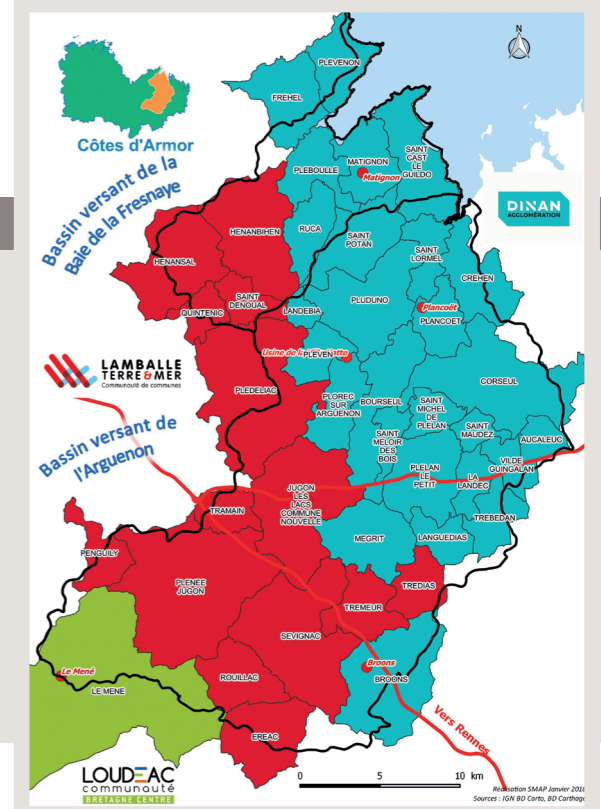 N
PLEVENON
FREHEL
Côtes d'Armor
Bassin versant de la
Baie de la Fresnaye
SAINT
CAST
LE
GUILDO
MATIGNON
Matignon
PLEBOULLE
DINAN
AGGLOMÉRATION
HENANBIHEN
RUCA
SAINT
POTAN
SAINT
LORMEL
HENANSAL
CREHEN
SAINT
DENOUAL
QUINTENIC
LANDEBIA
PLUDUNO
Plancoët
PLANCOET
LAMBALLE
TERRE & MER
Communauté de communes
Usine de
PLEVEN
PLEDELIAC
CORSEUL
PLOREC
SUR
ARGUENON
BOURSEUL
SAINT
MICHEL
DE
PLELAN
SAINT
MAUDEZ
Bassin versant de
l'Arguenon
SAINT
MELOIR
DES
BOIS
AUCALEUC
VILDE
GUINGALAN
PLELAN
LE
PETIT
LA
LANDEC
JUGON
LES
LACS
COMMUNE
NOUVELLE
TRAMAIN
TREBEDAN
MEGRIT
LANGUEDIAS
PENGUILY
PLENEE
JUGON
TREDIAS
TREMEUR
SEVIGNAC
Le Mené
LE MENE
ROUILLAC
Broons
BROONS
EREAC
Vers Rennes
LOUDEAC
communauté
BRETAGNE CENTRE
0 5 10 km
Réalisation SMAP Janvier 2018
Sources : IGN BD Carto, BD Carthag